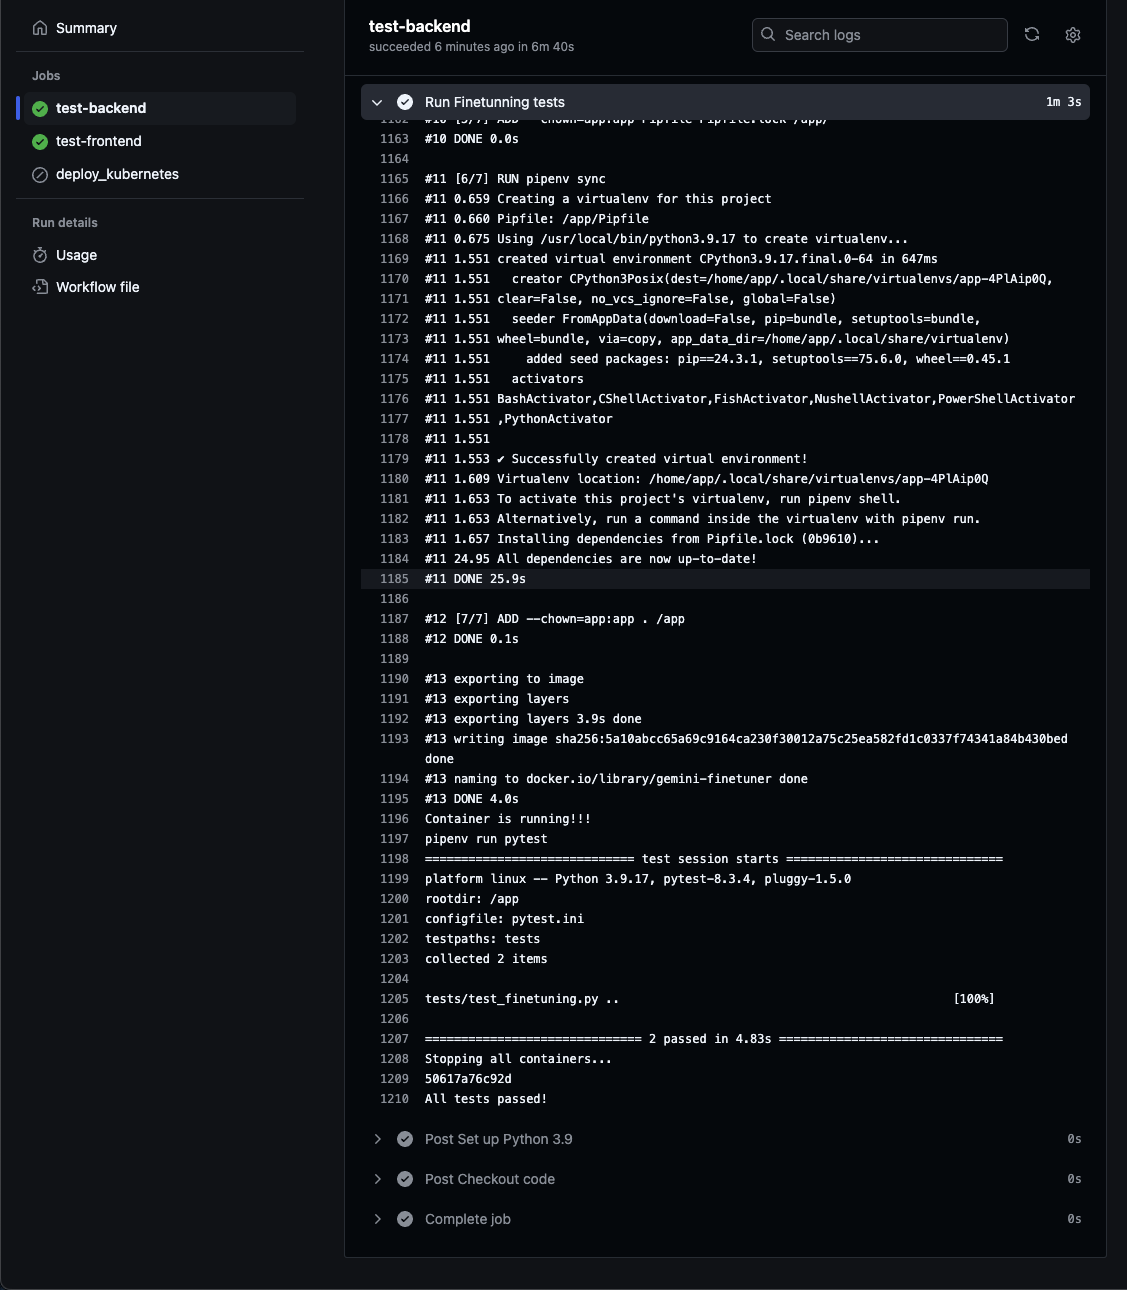 Summary
Jobs
test-backend
test-frontend
deploy_kubernetes
Run details
Usage
Workflow file
test-backend
succeeded 6 minutes ago in 6m 40s
Search logs
Run Finetunning tests 1m 3s
1162 #10 [5/7] ADD --chown=app:app Pipfile Pipfile.lock /app/
1163 #10 DONE 0.0s
1164
1165 #11 [6/7] RUN pipenv sync
1166 #11 0.659 Creating a virtualenv for this project
1167 #11 0.660 Pipfile: /app/Pipfile
1168 #11 0.675 Using /usr/local/bin/python3.9.17 to create virtualenv...
1169 #11 1.551 created virtual environment CPython3.9.17.final.0-64 in 647ms
1170 #11 1.551   creator CPython3Posix(dest=/home/app/.local/share/virtualenvs/app-4PlAip0Q,
1171 #11 1.551 clear=False, no_vcs_ignore=False, global=False)
1172 #11 1.551   seeder FromAppData(download=False, pip=bundle, setuptools=bundle,
1173 #11 1.551 wheel=bundle, via=copy, app_data_dir=/home/app/.local/share/virtualenv)
1174 #11 1.551     added seed packages: pip==24.3.1, setuptools==75.6.0, wheel==0.45.1
1175 #11 1.551   activators
1176 #11 1.551 BashActivator,CShellActivator,FishActivator,NushellActivator,PowerShellActivator
1177 #11 1.551 ,PythonActivator
1178 #11 1.551
1179 #11 1.553 ✔ Successfully created virtual environment!
1180 #11 1.609 Virtualenv location: /home/app/.local/share/virtualenvs/app-4PlAip0Q
1181 #11 1.653 To activate this project's virtualenv, run pipenv shell.
1182 #11 1.653 Alternatively, run a command inside the virtualenv with pipenv run.
1183 #11 1.657 Installing dependencies from Pipfile.lock (0b9610)...
1184 #11 24.95 All dependencies are now up-to-date!
1185 #11 DONE 25.9s
1186
1187 #12 [7/7] ADD --chown=app:app . /app
1188 #12 DONE 0.1s
1189
1190 #13 exporting to image
1191 #13 exporting layers
1192 #13 exporting layers 3.9s done
1193 #13 writing image sha256:5a10abcc65a69c9164ca230f30012a75c25ea582fd1c0337f74341a84b430bed
done
1194 #13 naming to docker.io/library/gemini-finetuner done
1195 #13 DONE 4.0s
1196 Container is running!!!
1197 pipenv run pytest
1198 ============================= test session starts ==============================
1199 platform linux -- Python 3.9.17, pytest-8.3.4, pluggy-1.5.0
1200 rootdir: /app
1201 configfile: pytest.ini
1202 testpaths: tests
1203 collected 2 items
1204
1205 tests/test_finetuning.py .. [100%]
1206
1207 ============================== 2 passed in 4.83s ===============================
1208 Stopping all containers...
1209 50617a76c92d
1210 All tests passed!
Post Set up Python 3.9 0s
Post Checkout code 0s
Complete job 0s